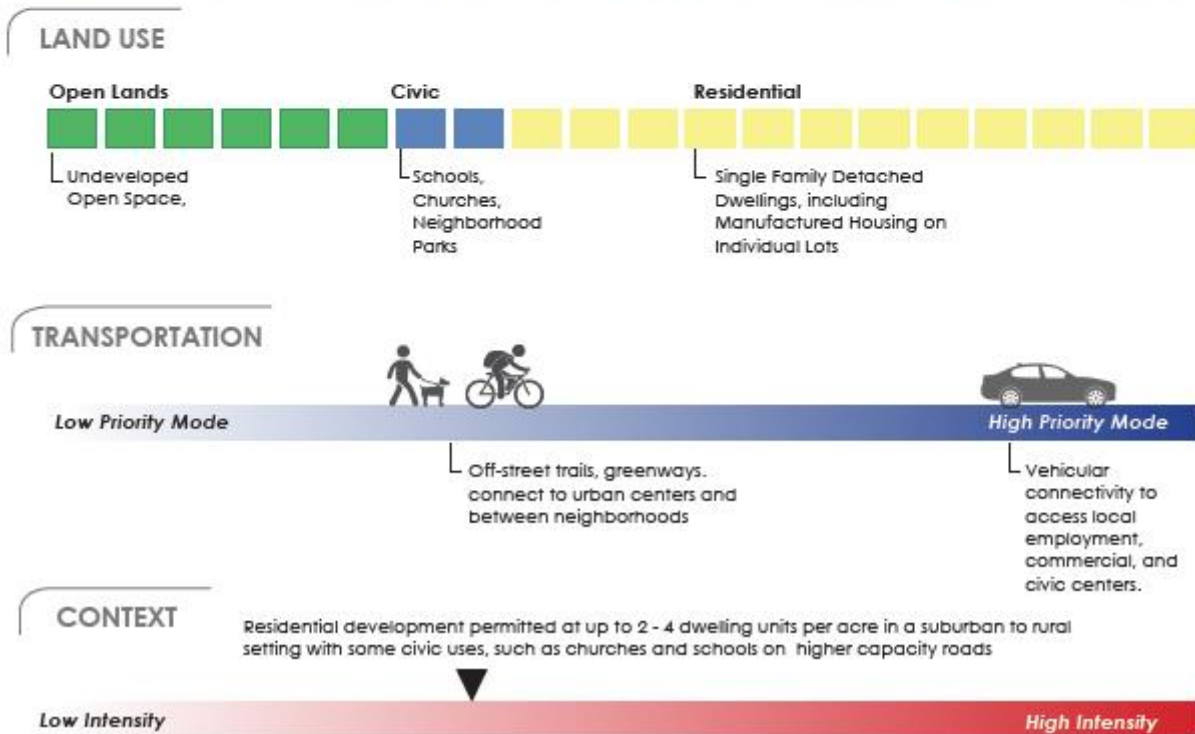 LAND USE
Open Lands
Civic
Residential
Undeveloped
Open Space,
Schools,
Churches,
Neighborhood
Parks
Single Family Detached
Dwellings, including
Manufactured Housing on
Individual Lots
TRANSPORTATION
Low Priority Mode
High Priority Mode
Off-street trails, greenways.
connect to urban centers and
between neighborhoods
Vehicular
connectivity to
access local
employment,
commercial, and
civic centers.
CONTEXT
Residential development permitted at up to 2 - 4 dwelling units per acre in a suburban to rural
setting with some civic uses, such as churches and schools on higher capacity roads
Low Intensity
High Intensity